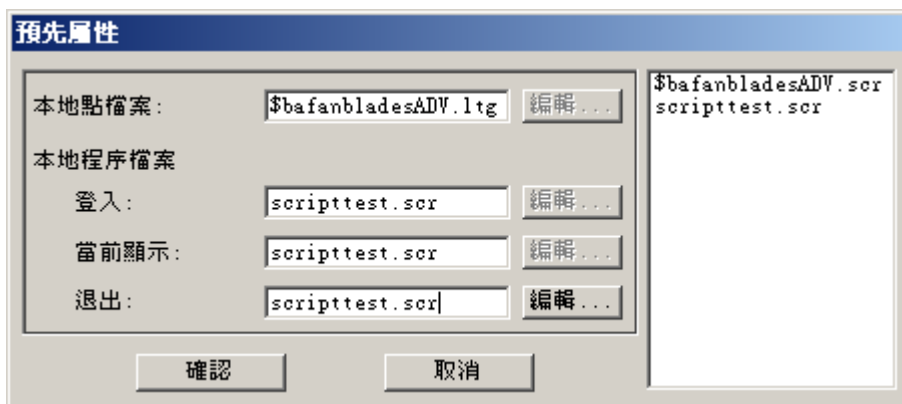 預先屬性
本地點檔案: $bafanbladesADV.ltg 編輯...
本地程序檔案
登入: scripttest.scr 編輯...
當前顯示: scripttest.scr 編輯...
退出: scripttest.scr 編輯...
確認 取消
$bafanbladesADV.scr
scripttest.scr